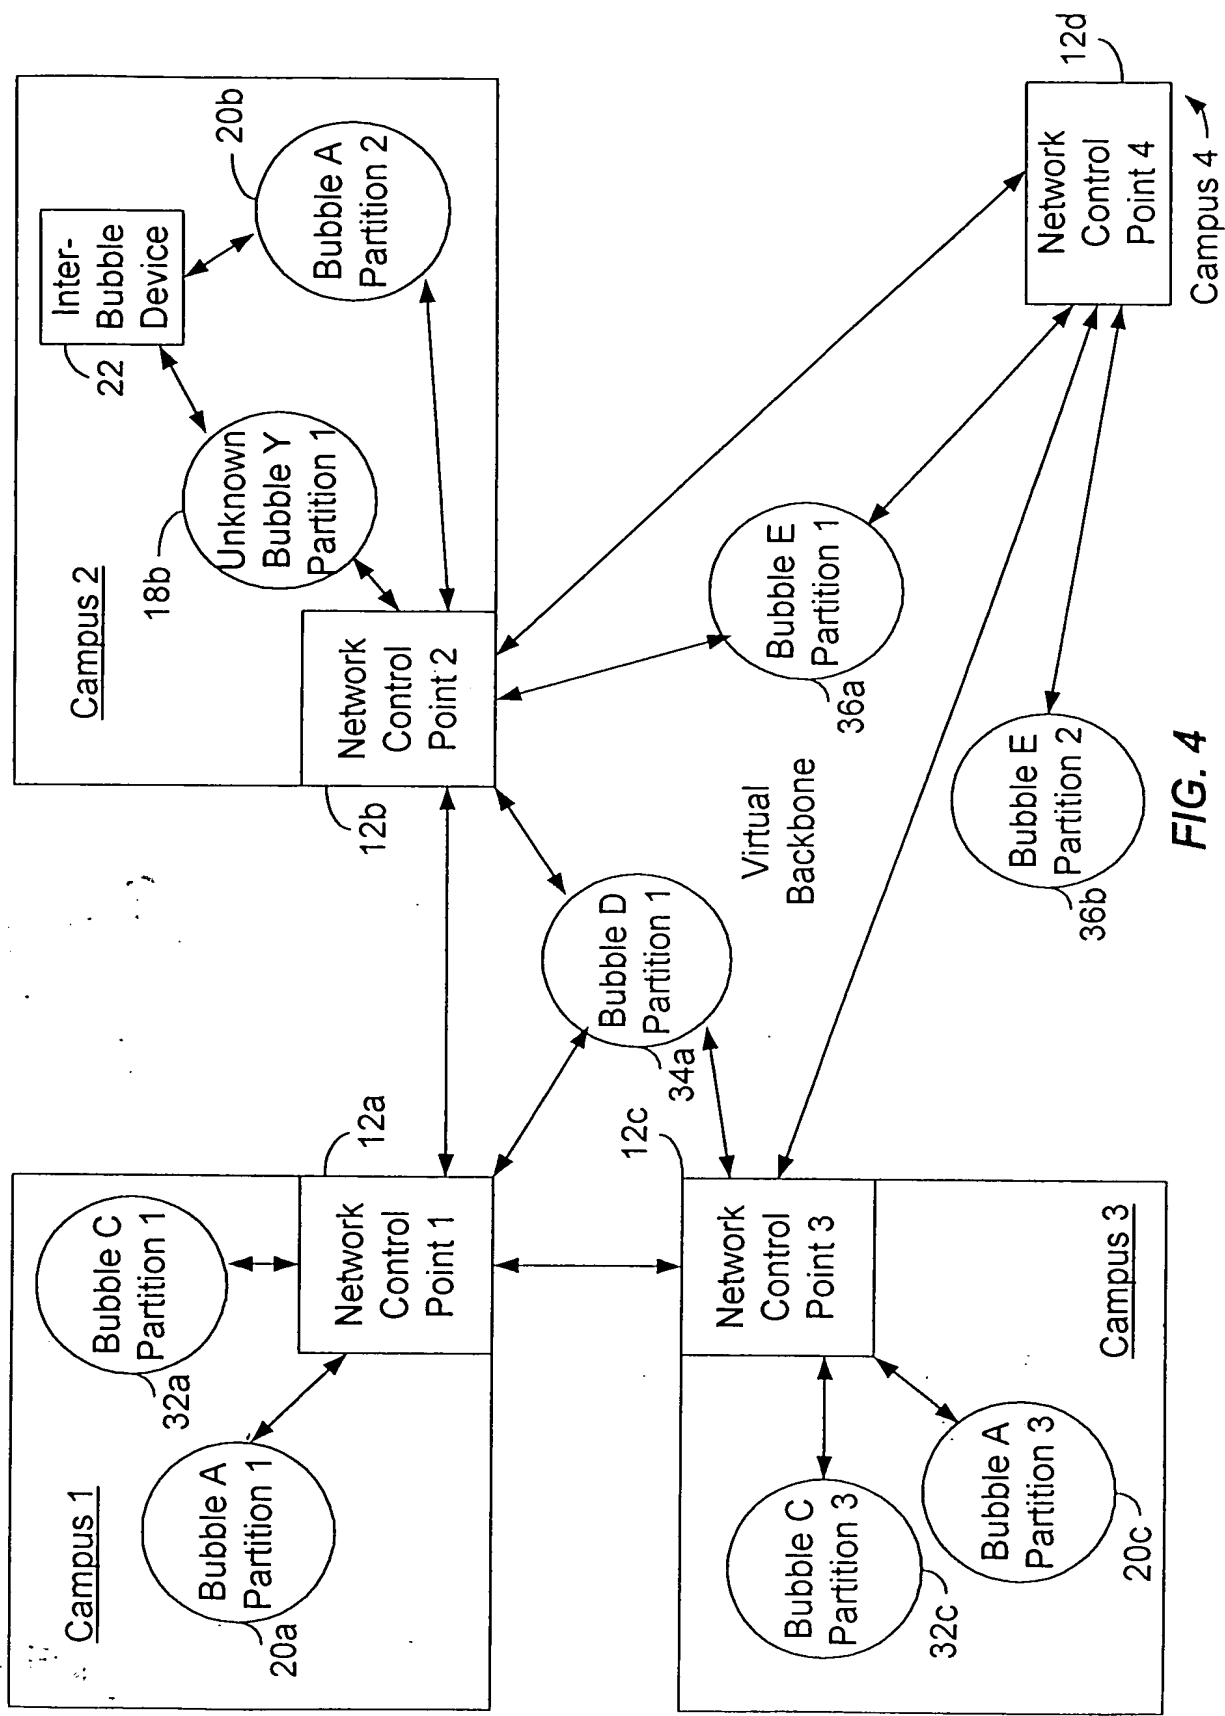 Campus 1
Bubble A
Partition 1
20a
Bubble C
Partition 1
32a
Network
Control
Point 1
12a
Campus 2
Unknown
Bubble Y
Partition 1
18b
Inter-
Bubble
Device
22
Bubble A
Partition 2
20b
Network
Control
Point 2
12b
Bubble D
Partition 1
34a
Virtual
Backbone
Bubble E
Partition 1
36a
Campus 3
Network
Control
Point 3
12c
Bubble C
Partition 3
32c
Bubble A
Partition 3
20c
Bubble E
Partition 2
36b
Network
Control
Point 4
12d
Campus 4
FIG. 4